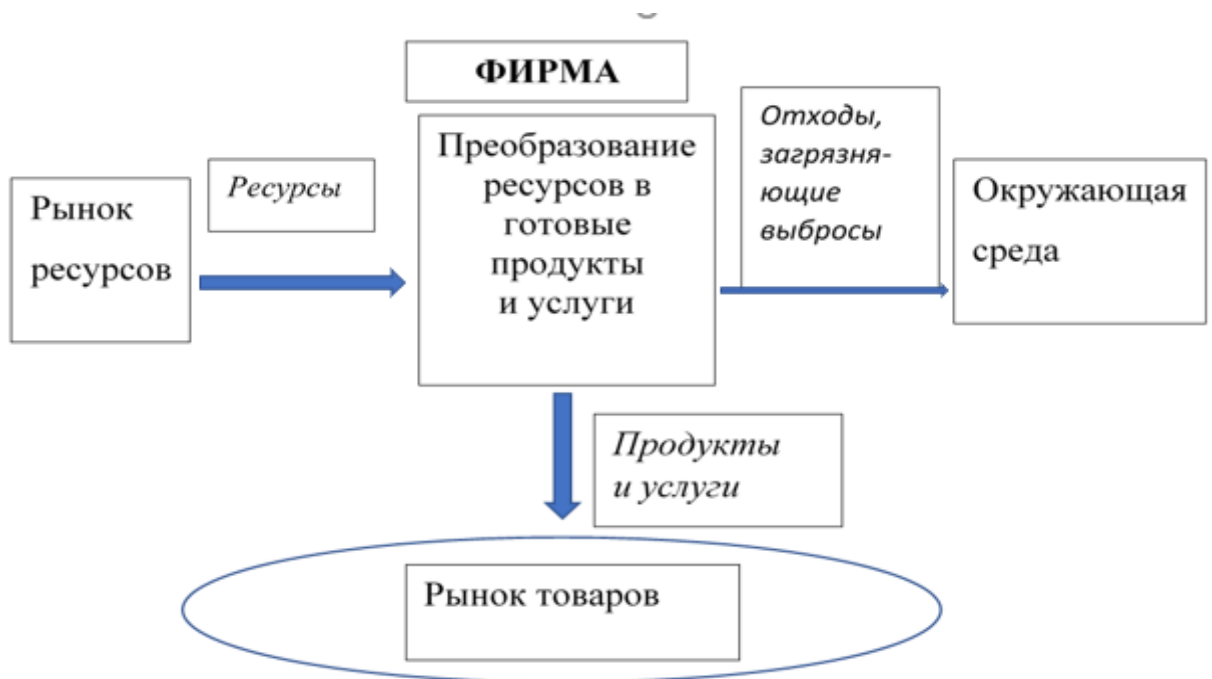 ФИРМА
Рынок
ресурсов
Ресурсы
Преобразование
ресурсов в
готовые
продукты
и услуги
Отходы,
загрязня-
ющие
выбросы
Окружающая
среда
Продукты
и услуги
Рынок товаров